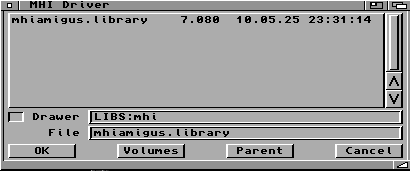 MHI Driver
mhiamigus.library 7.080 10.05.25 23:31:14
Drawer LIBS:mhi
File mhiamigus.library
OK Volumes Parent Cancel